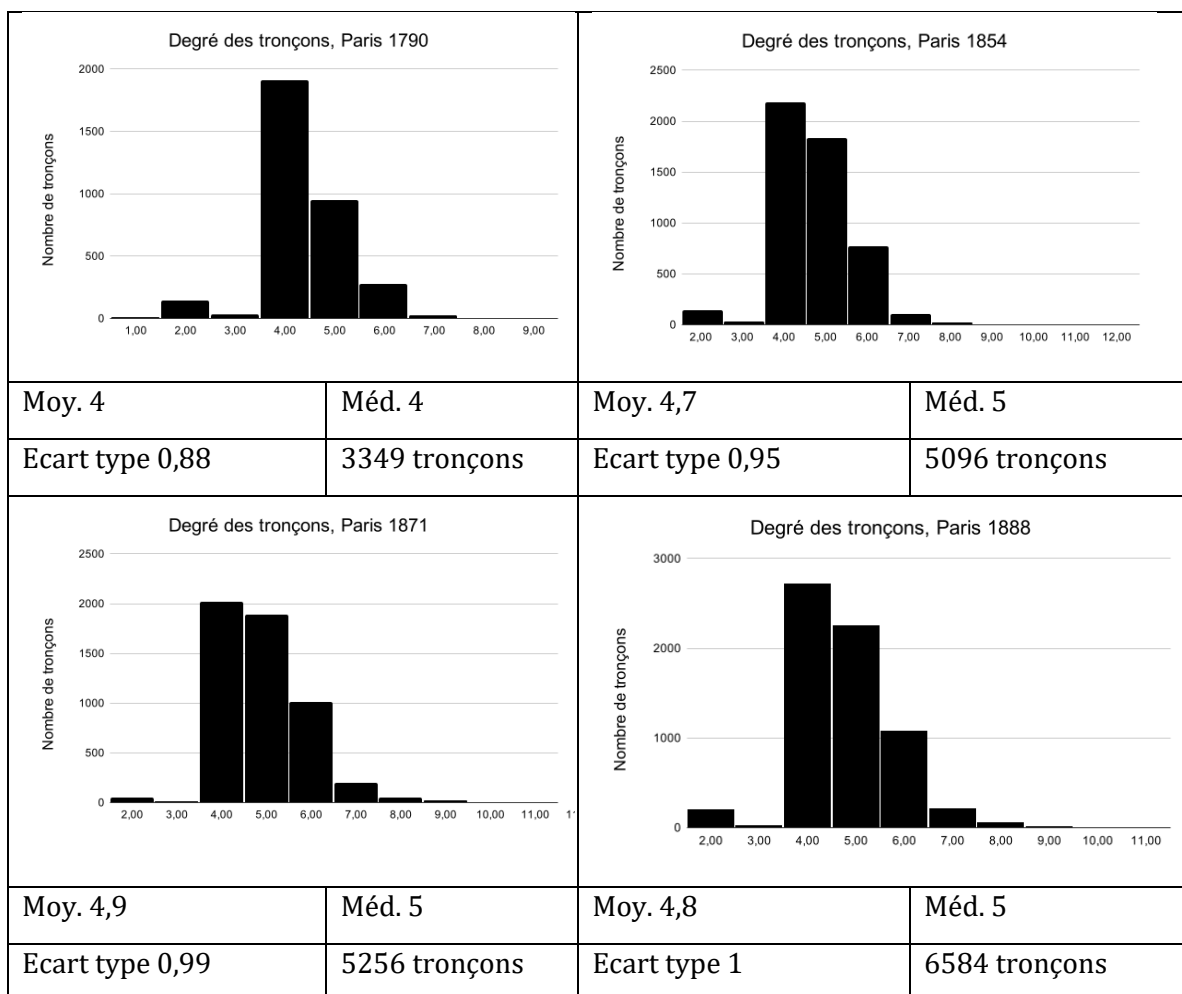 Degré des tronçons, Paris 1790
Nombre de tronçons
2000
1500
1000
500
0
1,00 2,00 3,00 4,00 5,00 6,00 7,00 8,00 9,00
Degré des tronçons, Paris 1854
Nombre de tronçons
2500
2000
1500
1000
500
0
2,00 3,00 4,00 5,00 6,00 7,00 8,00 9,00 10,00 11,00 12,00
Moy. 4 Méd. 4 Moy. 4,7 Méd. 5
Ecart type 0,88 3349 tronçons Ecart type 0,95 5096 tronçons
Degré des tronçons, Paris 1871
Nombre de tronçons
2500
2000
1500
1000
500
0
2,00 3,00 4,00 5,00 6,00 7,00 8,00 9,00 10,00 11,00
Degré des tronçons, Paris 1888
Nombre de tronçons
3000
2000
1000
0
2,00 3,00 4,00 5,00 6,00 7,00 8,00 9,00 10,00 11,00
Moy. 4,9 Méd. 5 Moy. 4,8 Méd. 5
Ecart type 0,99 5256 tronçons Ecart type 1 6584 tronçons